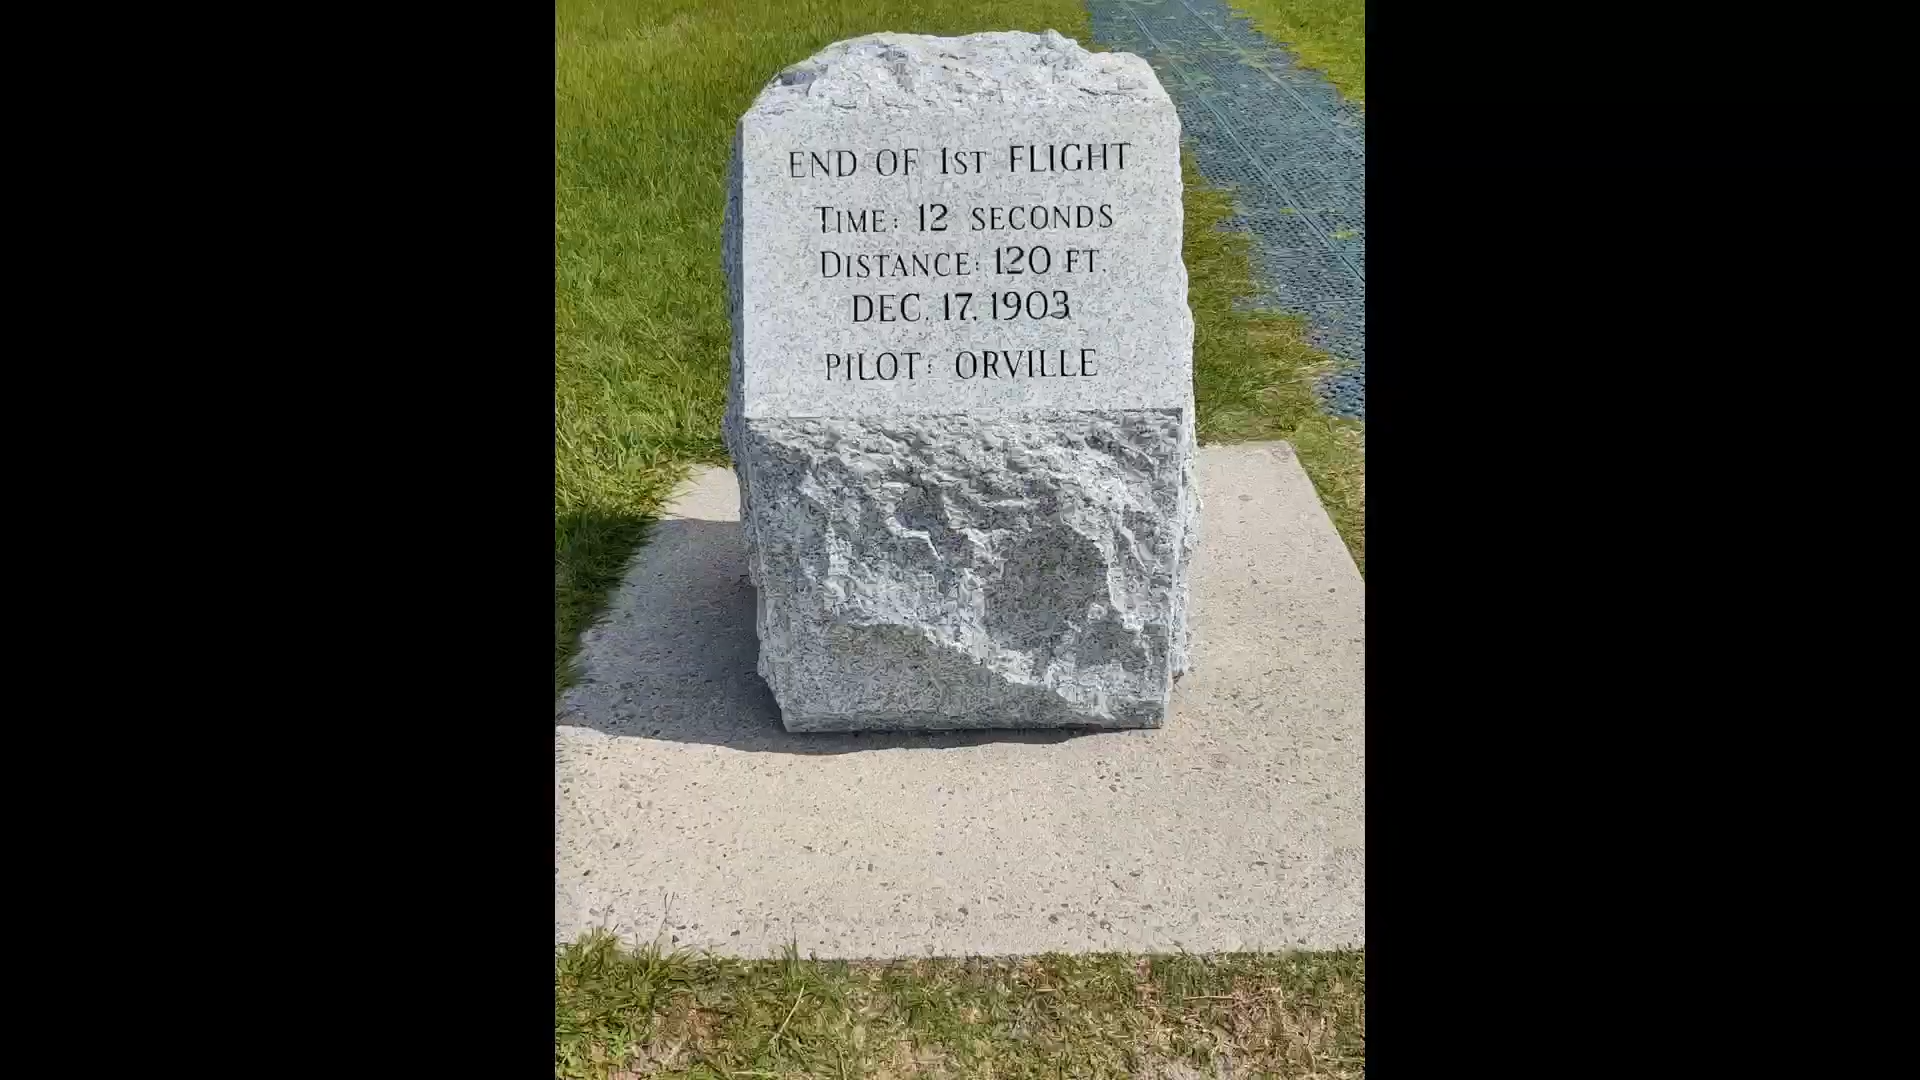 END OF 1ST FLIGHT
TIME: 12 SECONDS
DISTANCE: 120 FT.
DEC. 17, 1903
PILOT: ORVILLE